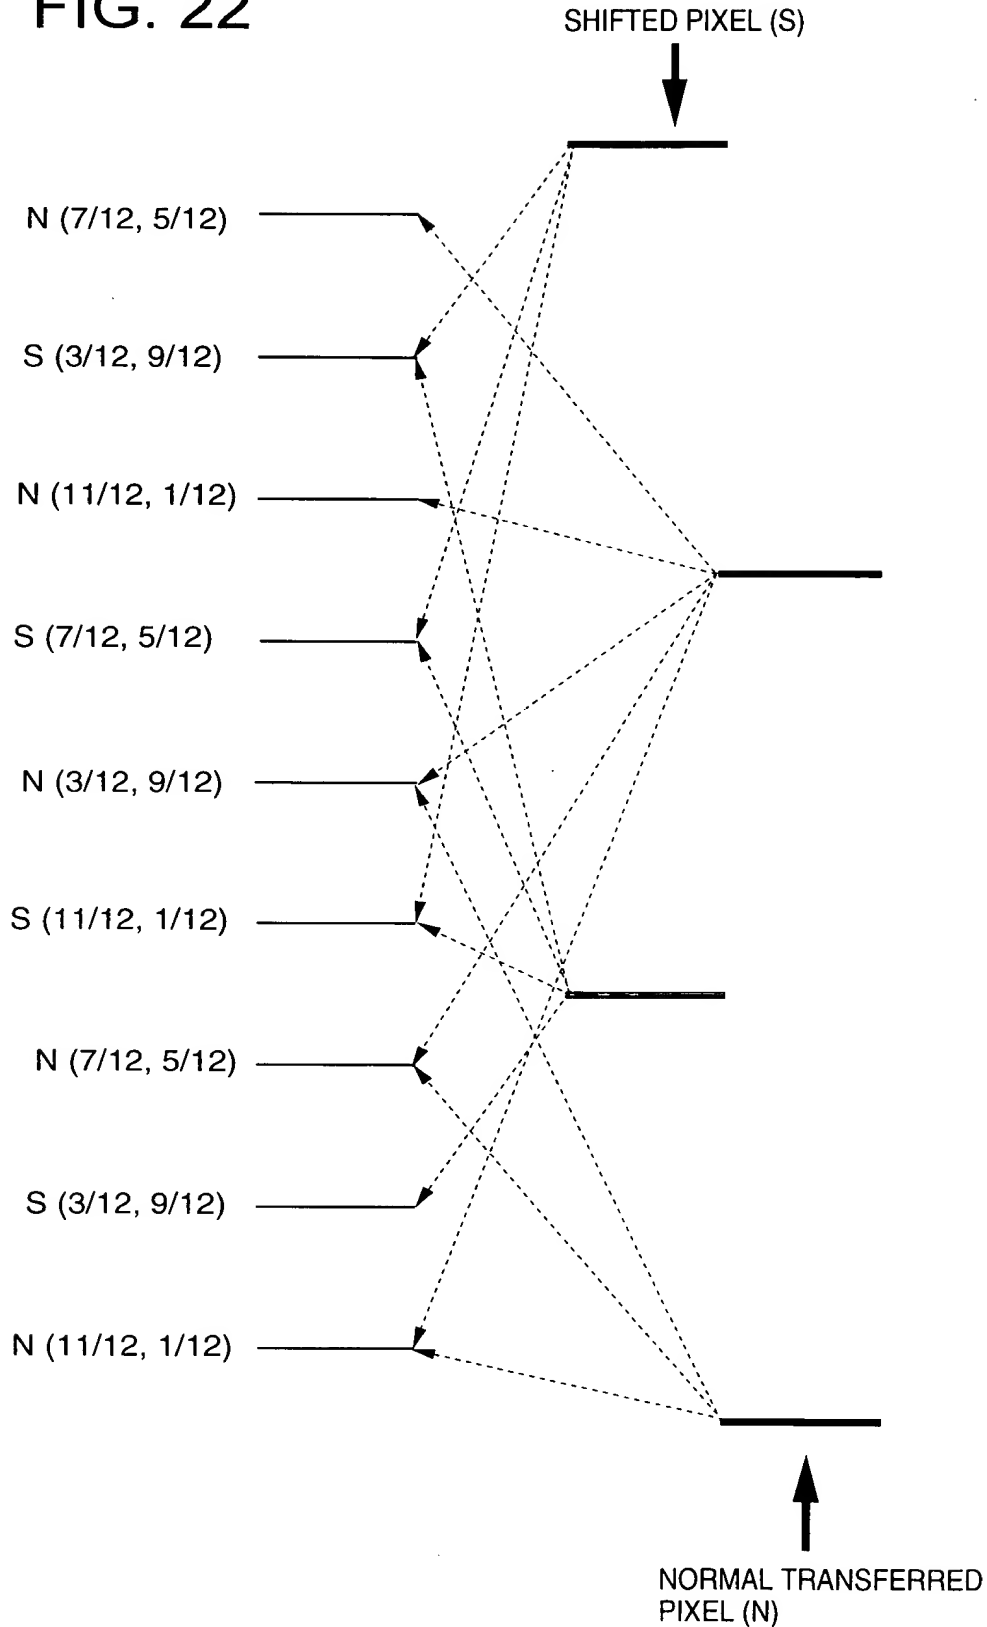 FIG. 22
SHIFTED PIXEL (S)
N (7/12, 5/12)
S (3/12, 9/12)
N (11/12, 1/12)
S (7/12, 5/12)
N (3/12, 9/12)
S (11/12, 1/12)
N (7/12, 5/12)
S (3/12, 9/12)
N (11/12, 1/12)
NORMAL TRANSFERRED
PIXEL (N)